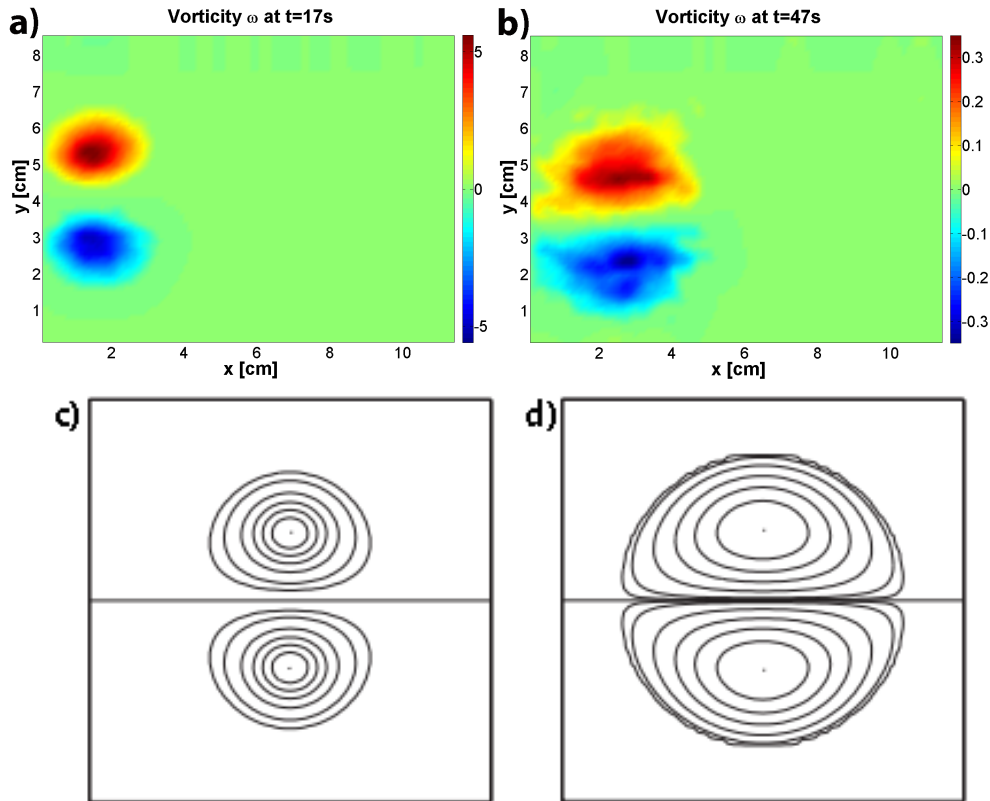 a)
Vorticity ω at t=17s
8
7
6
5
4
3
2
1
y [cm]
2 4 6 8 10
x [cm]
5
0
-5
b)
Vorticity ω at t=47s
8
7
6
5
4
3
2
1
y [cm]
2 4 6 8 10
x [cm]
0.3
0.2
0.1
0
-0.1
-0.2
-0.3
c)
d)